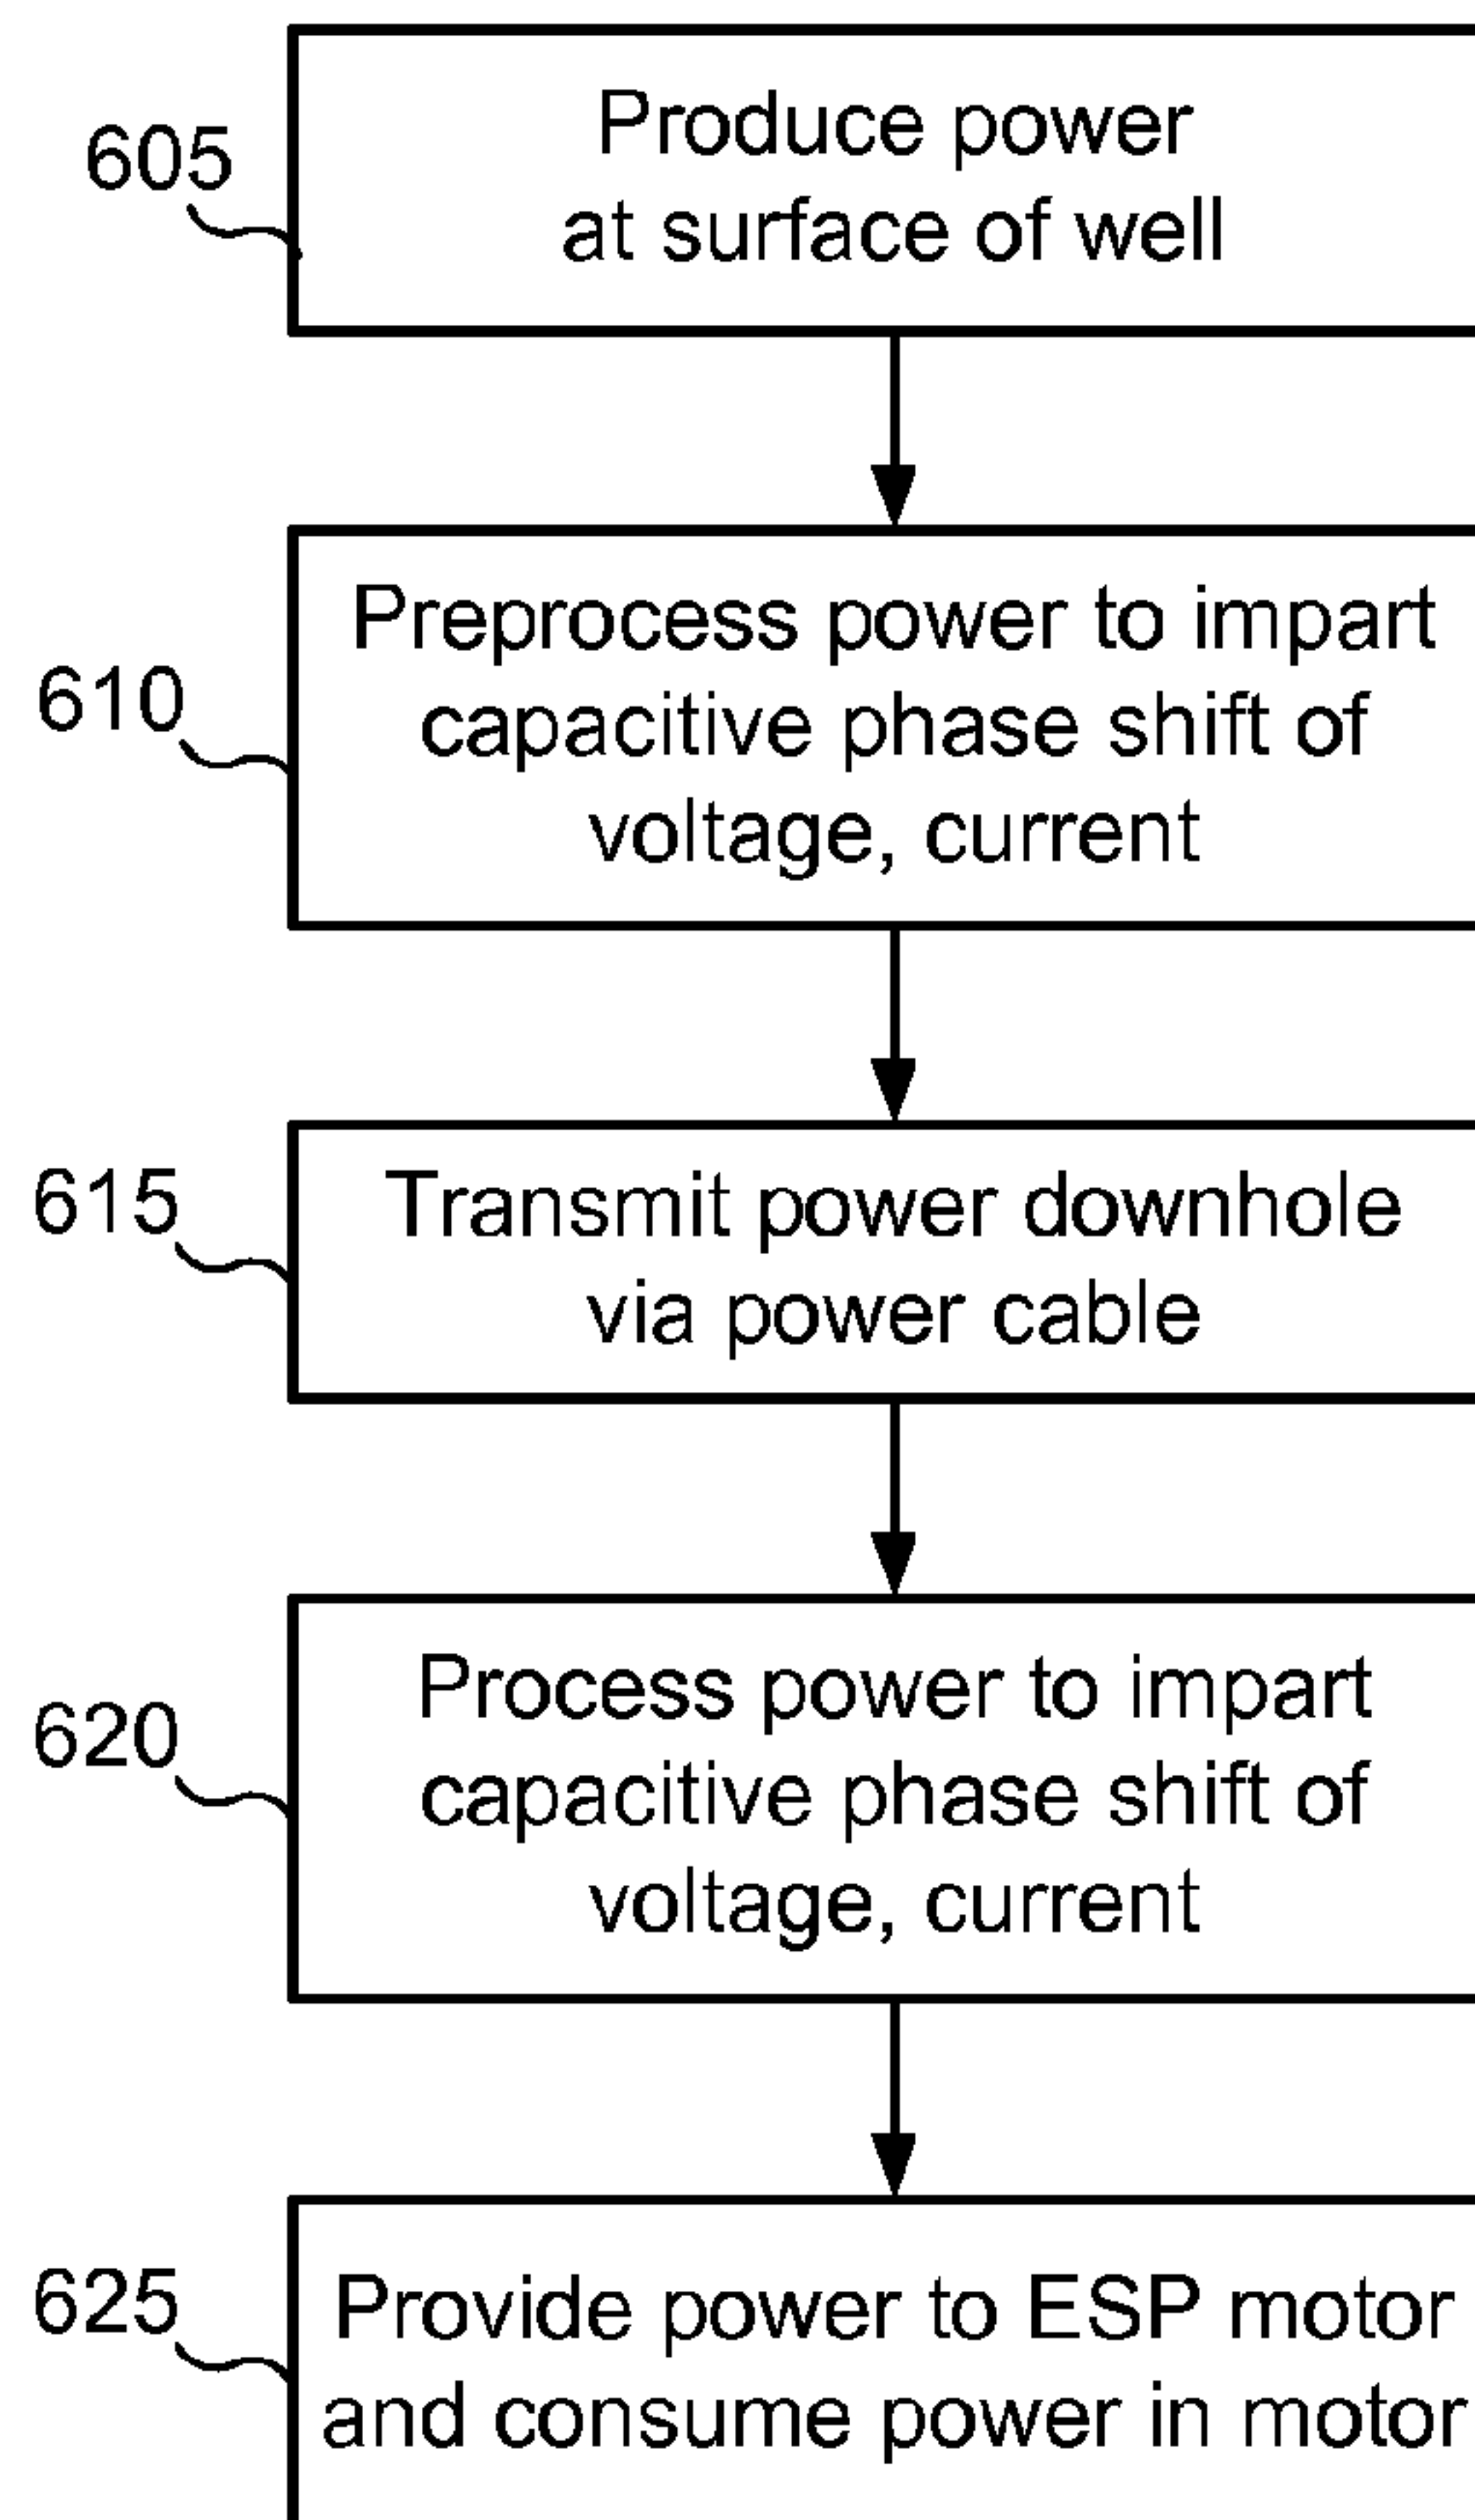 605
Produce power
at surface of well
610
Preprocess power to impart
capacitive phase shift of
voltage, current
615
Transmit power downhole
via power cable
620
Process power to impart
capacitive phase shift of
voltage, current
625
Provide power to ESP motor
and consume power in motor